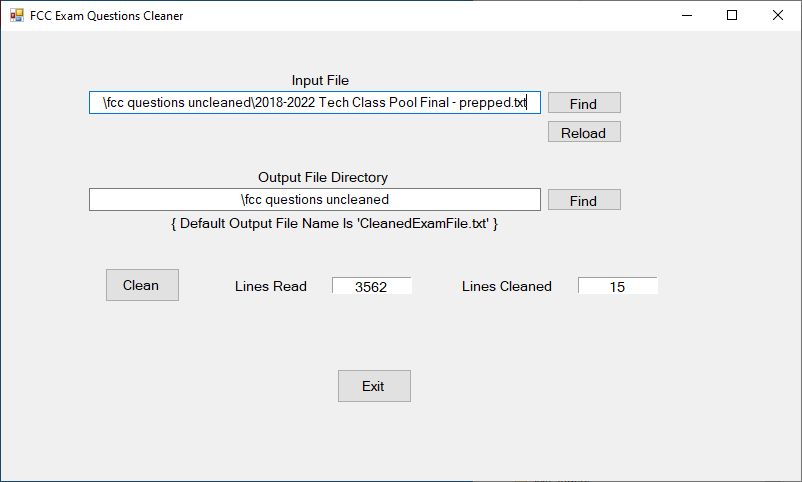 FCC Exam Questions Cleaner
Input File
\fcc questions uncleaned\2018-2022 Tech Class Pool Final - prepped.txt
Find
Reload
Output File Directory
\fcc questions uncleaned
Find
{ Default Output File Name Is 'CleanedExamFile.txt' }
Clean
Lines Read
3562
Lines Cleaned
15
Exit